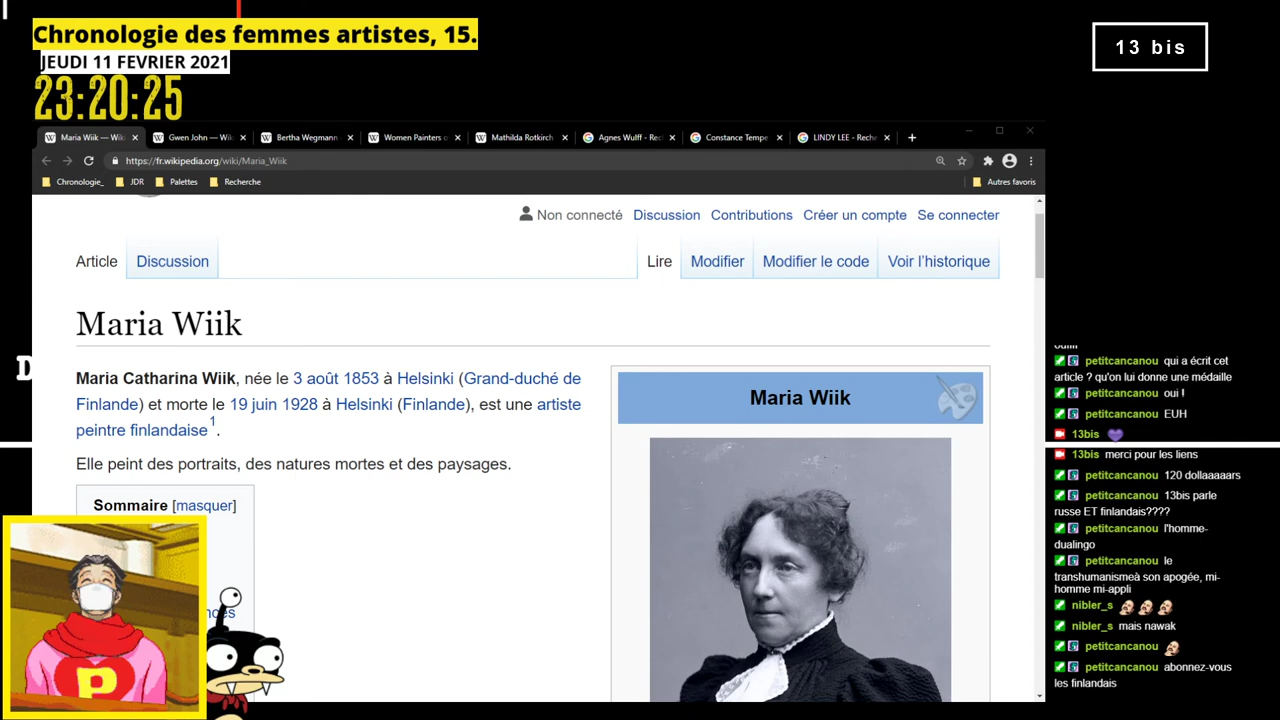 Chronologie des femmes artistes, 15.
JEUDI 11 FEVRIER 2021
23:20:25
13 bis
Maria Wiik — Wi
Gwen John — Wi
Bertha Wegmann
Women Painters o
Mathilda Rotkirch
Agnes Wulff - Rec
Constance Tempe
LINDY LEE - Reche
https://fr.wikipedia.org/wiki/Maria_Wiik
Chronologie_
JDR
Palettes
Recherche
Autres favoris
Non connecté
Discussion
Contributions
Créer un compte
Se connecter
Article
Discussion
Lire
Modifier
Modifier le code
Voir l'historique
Maria Wiik
Maria Catharina Wiik, née le 3 août 1853 à Helsinki (Grand-duché de
Finlande) et morte le 19 juin 1928 à Helsinki (Finlande), est une artiste
peintre finlandaise1.
Elle peint des portraits, des natures mortes et des paysages.
Sommaire [masquer]
nces
Maria Wiik
D
P
petitcancanou qui a écrit cet
article ? qu'on lui donne une médaille
petitcancanou oui !
petitcancanou EUH
13bis
13bis merci pour les liens
petitcancanou 120 dollaaaaars
petitcancanou 13bis parle
russe ET finlandais????
petitcancanou l'homme-
dualingo
petitcancanou le
transhumanismeà son apogée, mi-
homme mi-appli
nibler_s
nibler_s mais nawak
petitcancanou
petitcancanou abonnez-vous
les finlandais